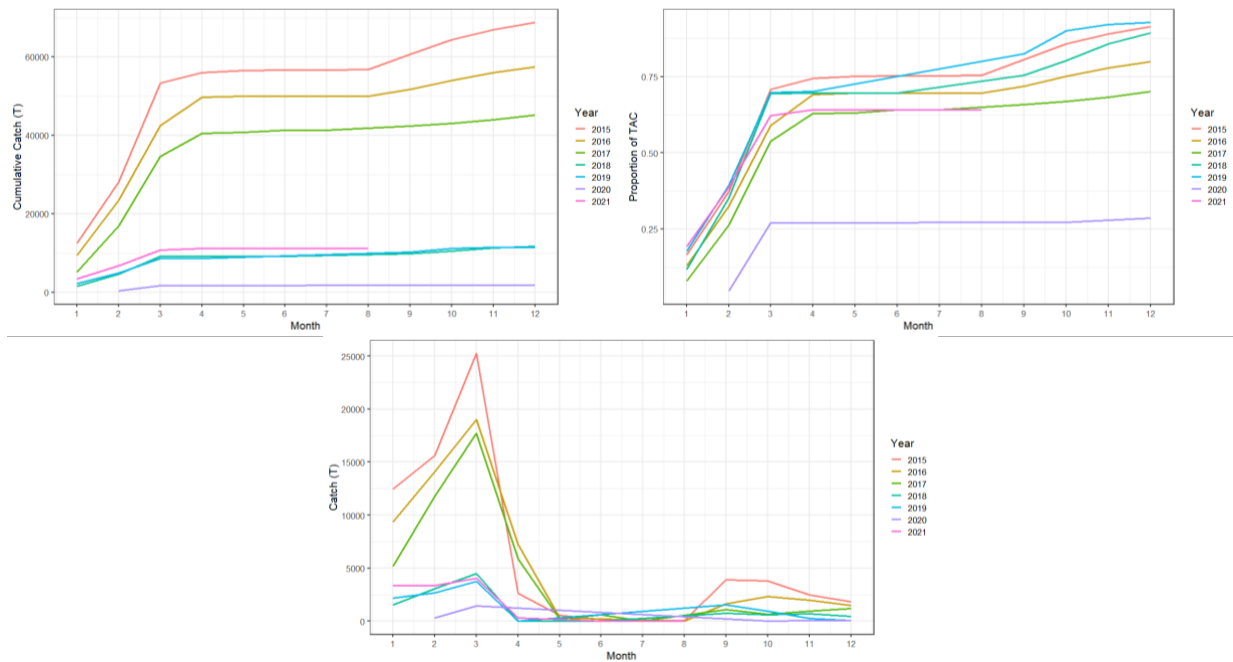 60000
40000
20000
0
Cumulative Catch (T)
1 2 3 4 5 6 7 8 9 10 11 12
Month
Year
2015
2016
2017
2018
2019
2020
2021
0.75
0.50
0.25
Proportion of TAC
1 2 3 4 5 6 7 8 9 10 11 12
Month
Year
2015
2016
2017
2018
2019
2020
2021
25000
20000
15000
10000
5000
0
Catch (T)
1 2 3 4 5 6 7 8 9 10 11 12
Month
Year
2015
2016
2017
2018
2019
2020
2021